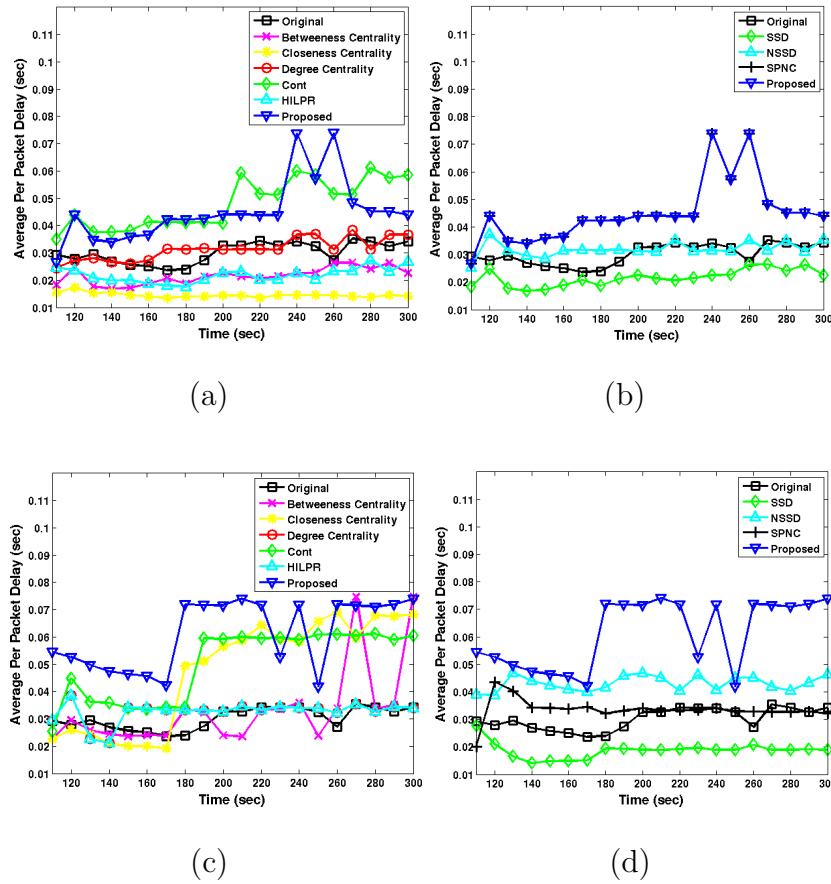 0.11
0.1
0.09
0.08
0.07
0.06
0.05
0.04
0.03
0.02
0.01
Average Per Packet Delay (sec)
Original
Betweeness Centrality
Closeness Centrality
Degree Centrality
Cont
HILPR
Proposed
120 140 160 180 200 220 240 260 280 300
Time (sec)
(a)
0.11
0.1
0.09
0.08
0.07
0.06
0.05
0.04
0.03
0.02
0.01
Average Per Packet Delay (sec)
Original
SSD
NSSD
SPNC
Proposed
120 140 160 180 200 220 240 260 280 300
Time (sec)
(b)
0.11
0.1
0.09
0.08
0.07
0.06
0.05
0.04
0.03
0.02
0.01
Average Per Packet Delay (sec)
Original
Betweeness Centrality
Closeness Centrality
Degree Centrality
Cont
HILPR
Proposed
120 140 160 180 200 220 240 260 280 300
Time (sec)
(c)
0.11
0.1
0.09
0.08
0.07
0.06
0.05
0.04
0.03
0.02
0.01
Average Per Packet Delay (sec)
Original
SSD
NSSD
SPNC
Proposed
120 140 160 180 200 220 240 260 280 300
Time (sec)
(d)